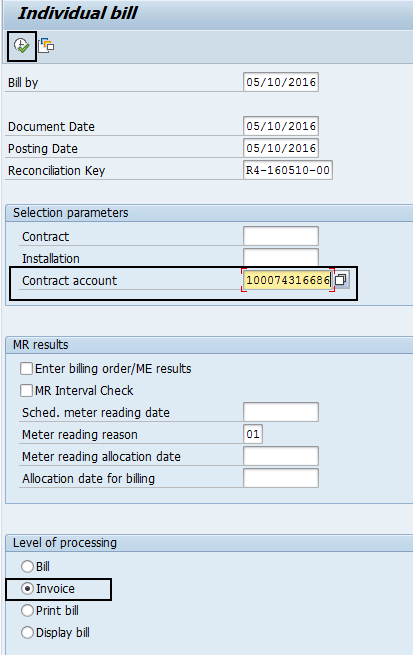 Individual bill
Bill by 05/10/2016
Document Date 05/10/2016
Posting Date 05/10/2016
Reconciliation Key R4-160510-00
Selection parameters
Contract
Installation
Contract account 100074316686
MR results
Enter billing order/ME results
MR Interval Check
Sched. meter reading date
Meter reading reason 01
Meter reading allocation date
Allocation date for billing
Level of processing
Bill
Invoice
Print bill
Display bill